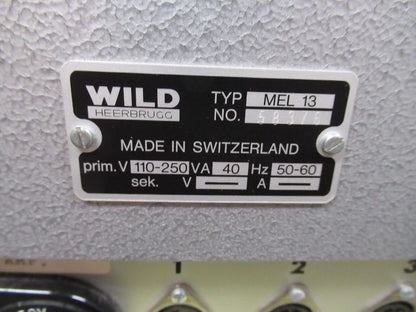 WILD
HEERBRUGG
TYP MEL 13
NO.
MADE IN SWITZERLAND
prim. V 110-250 VA 40 Hz 50-60
sek. V — A —
1 2 3